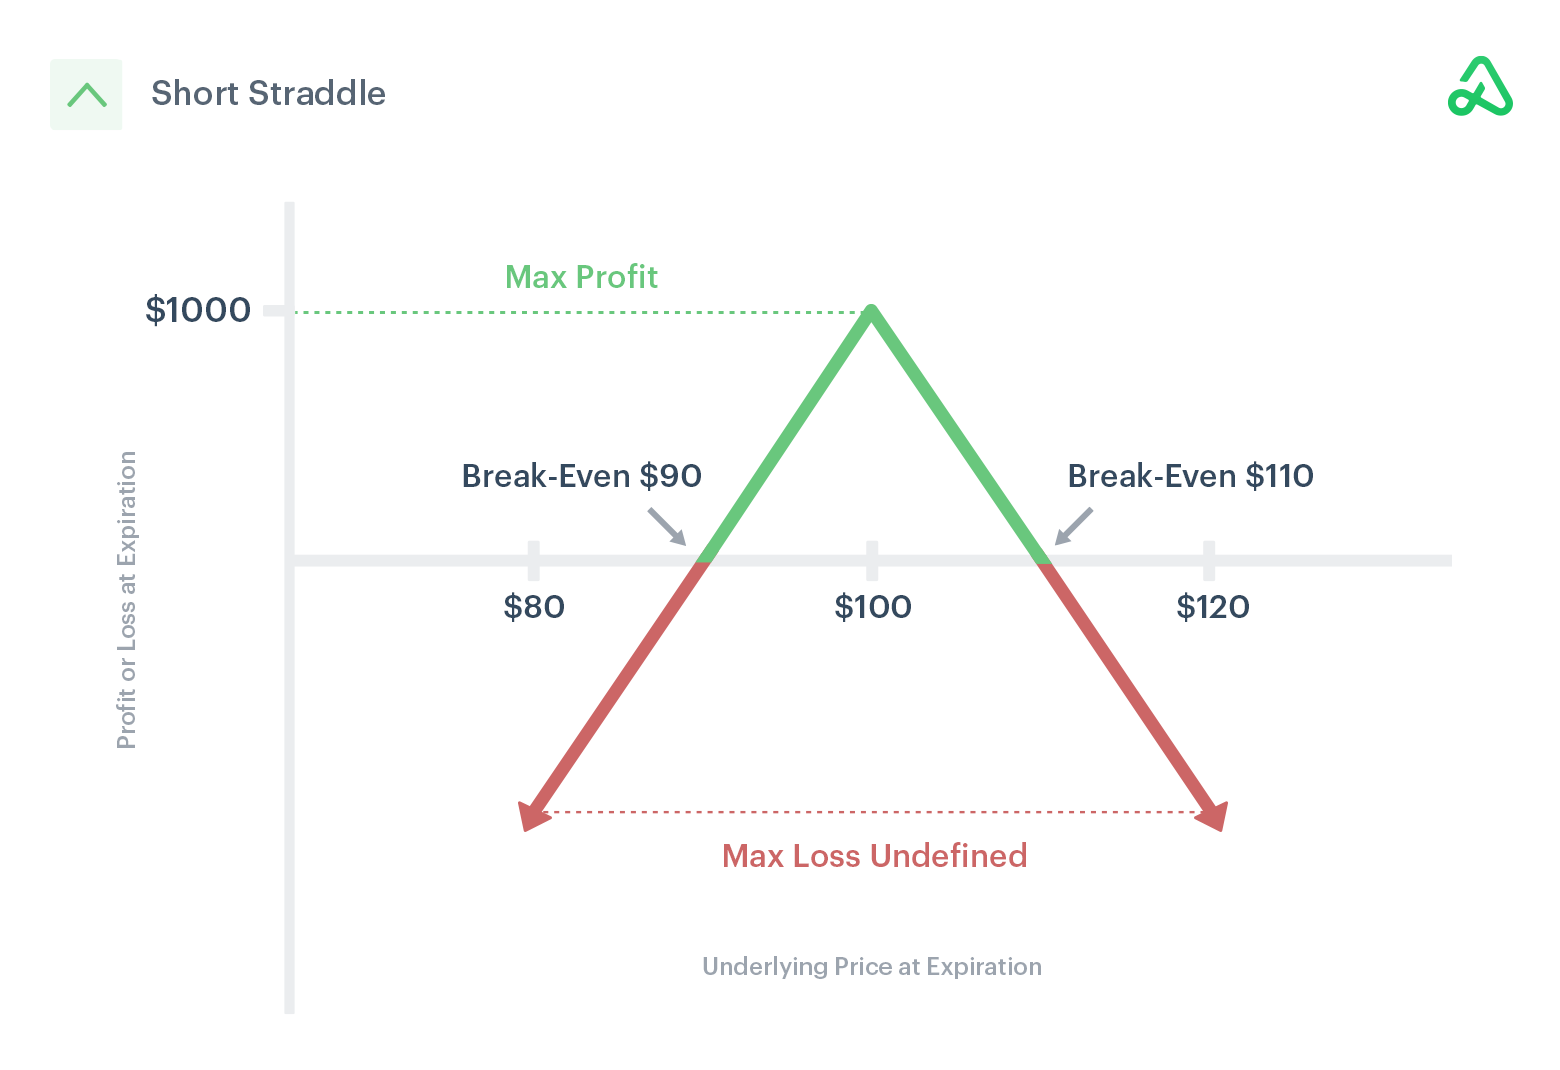 Short Straddle
Max Profit
$1000
Break-Even $90
Break-Even $110
$80
$100
$120
Profit or Loss at Expiration
Max Loss Undefined
Underlying Price at Expiration